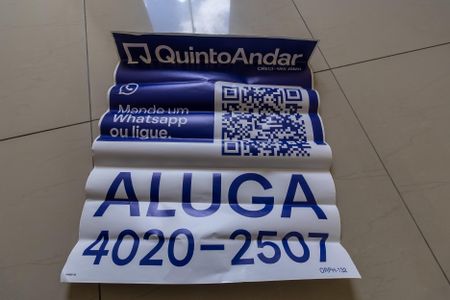 QuintoAndar
Mande um
Whatsapp
ou ligue.
ALUGA
4020-2507